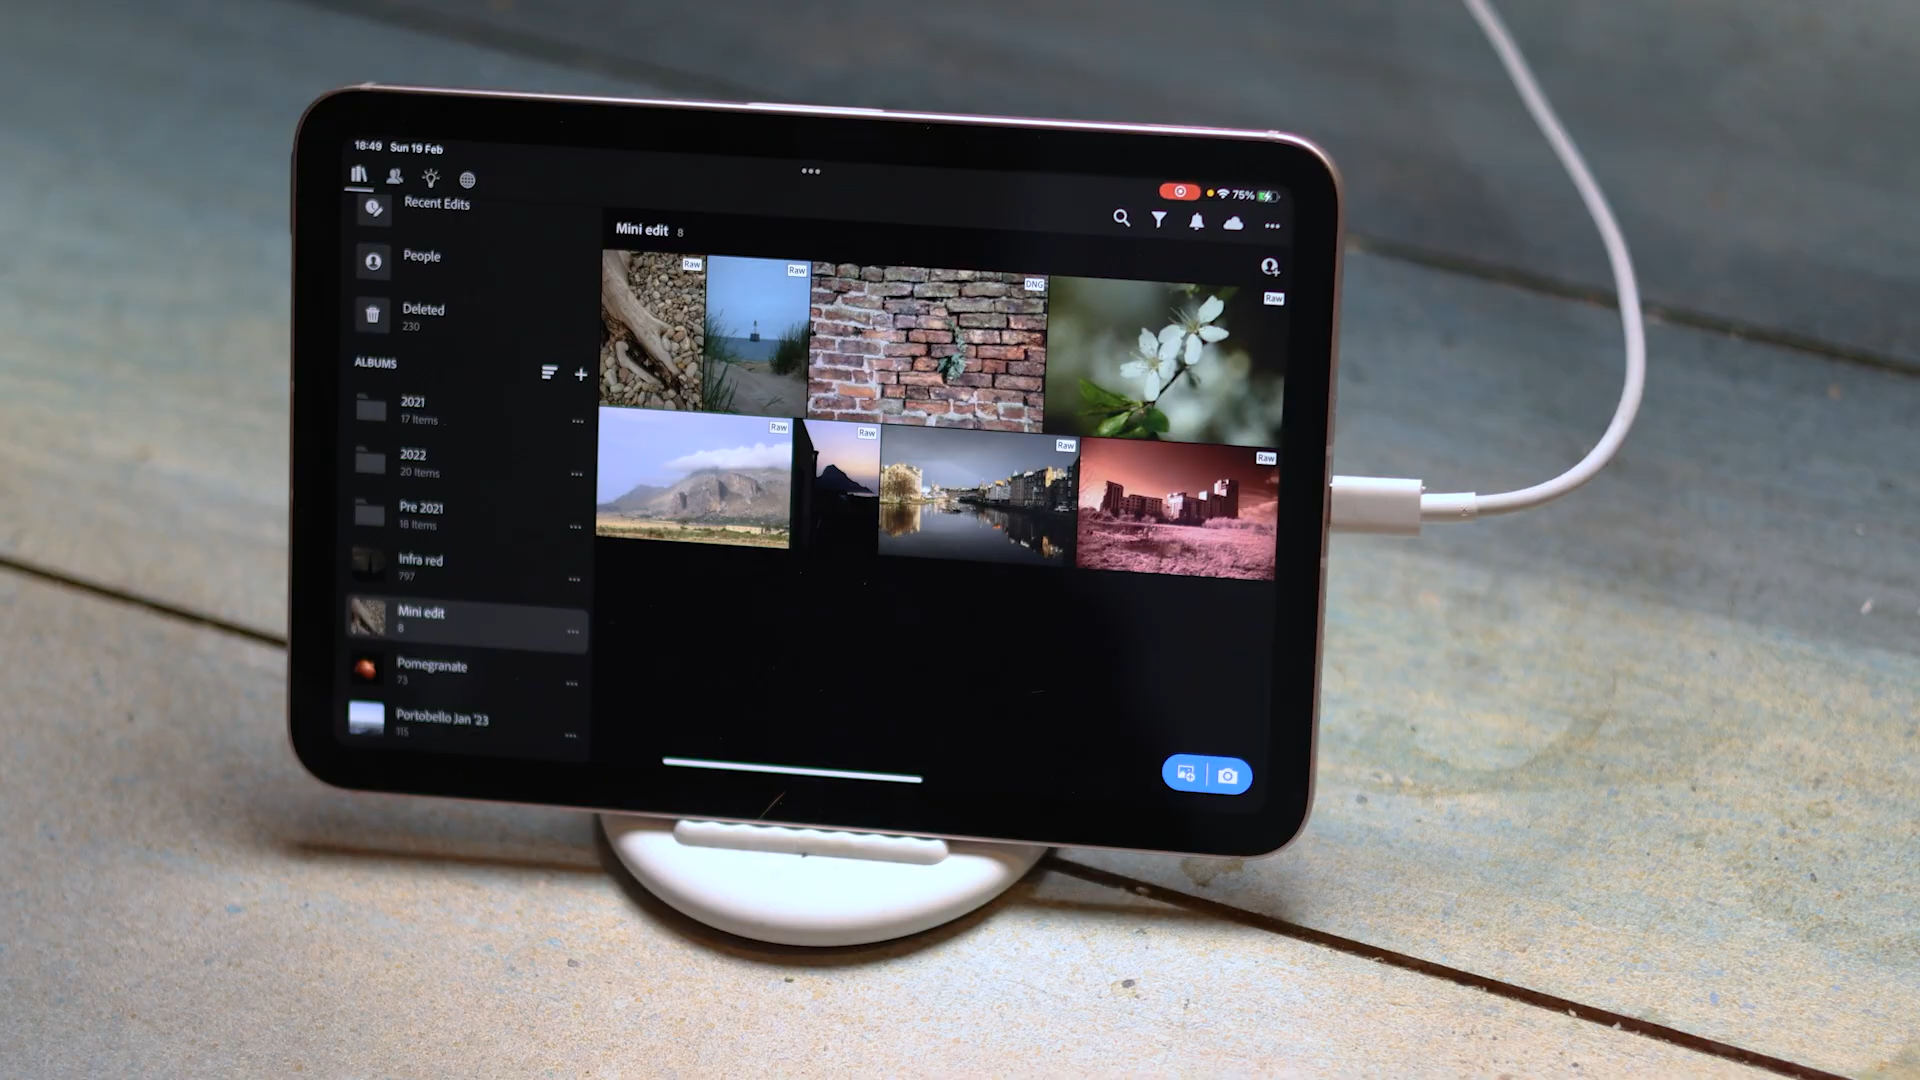 18:49 Sun 19 Feb
75%
Recent Edits
Mini edit 8
People
Deleted
230
ALBUMS
2021
17 Items
2022
20 Items
Pre 2021
18 Items
Infra red
797
Mini edit
8
Pomegranate
73
Portobello Jan '23
115
Raw
Raw
DNG
Raw
Raw
Raw
Raw
Raw